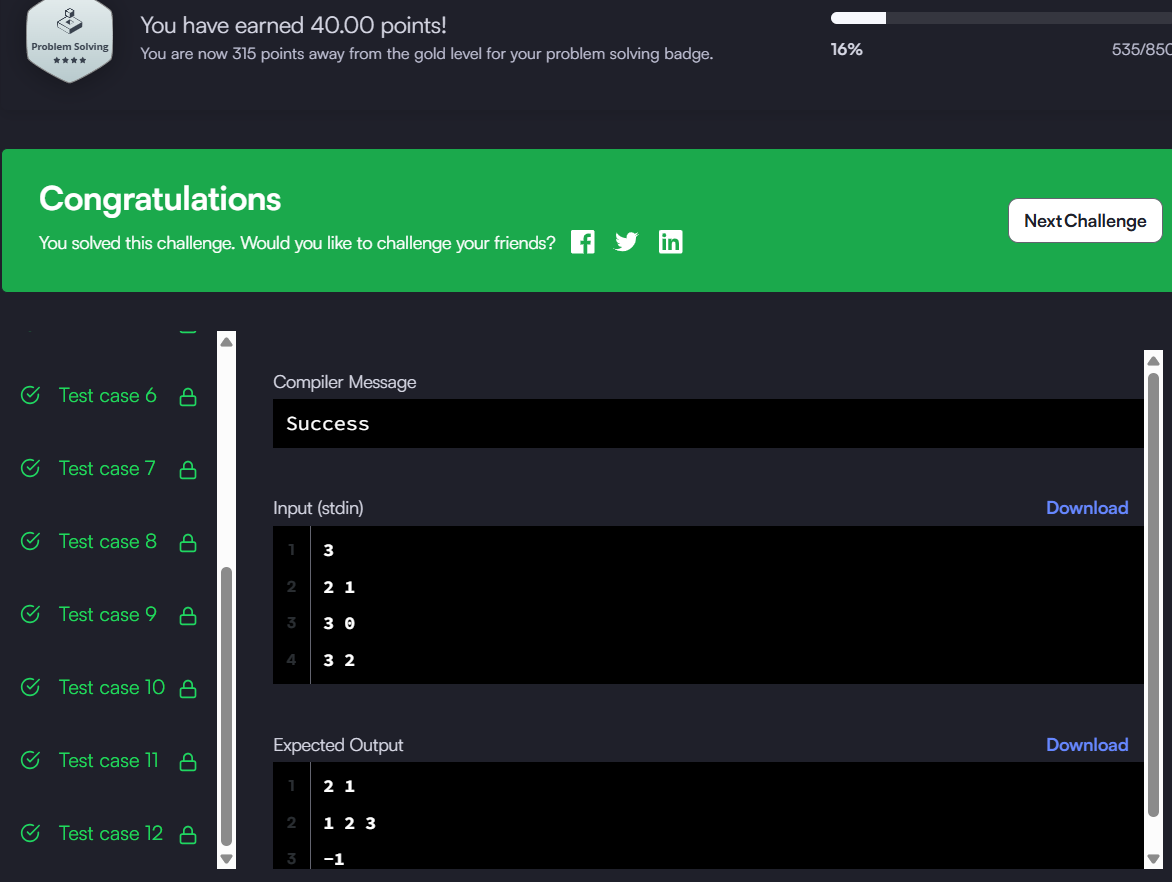 Problem Solving
You have earned 40.00 points!
You are now 315 points away from the gold level for your problem solving badge.
16%
535/850
Congratulations
You solved this challenge. Would you like to challenge your friends?
Next Challenge
Test case 6
Test case 7
Test case 8
Test case 9
Test case 10
Test case 11
Test case 12
Compiler Message
Success
Input (stdin)
Download
1 3
2 2 1
3 3 0
4 3 2
Expected Output
Download
1 2 1
2 1 2 3
3 -1